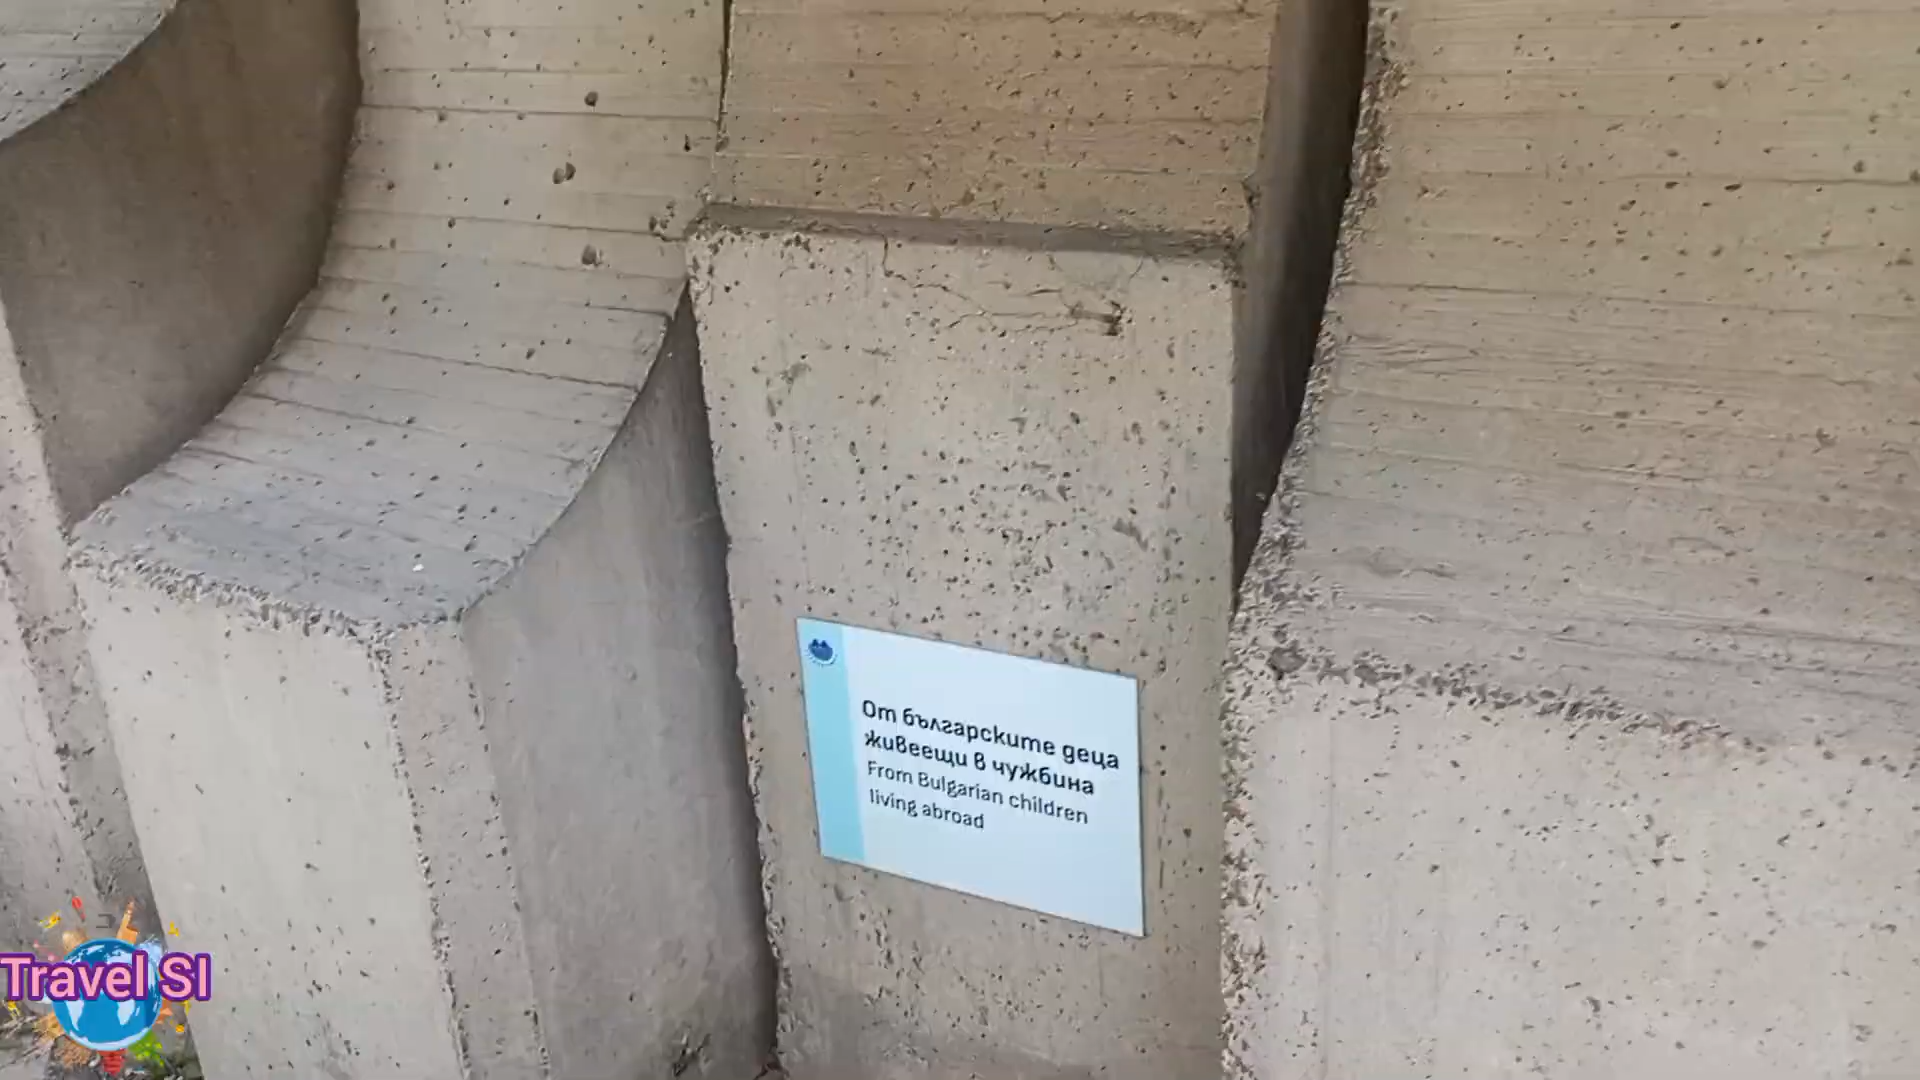 От българските деца
живеещи в чужбина
From Bulgarian children
living abroad
Travel SI